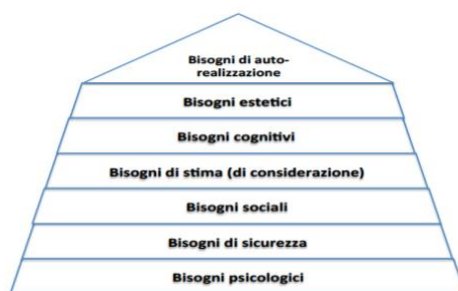 Bisogni di auto-
realizzazione
Bisogni estetici
Bisogni cognitivi
Bisogni di stima (di considerazione)
Bisogni sociali
Bisogni di sicurezza
Bisogni psicologici